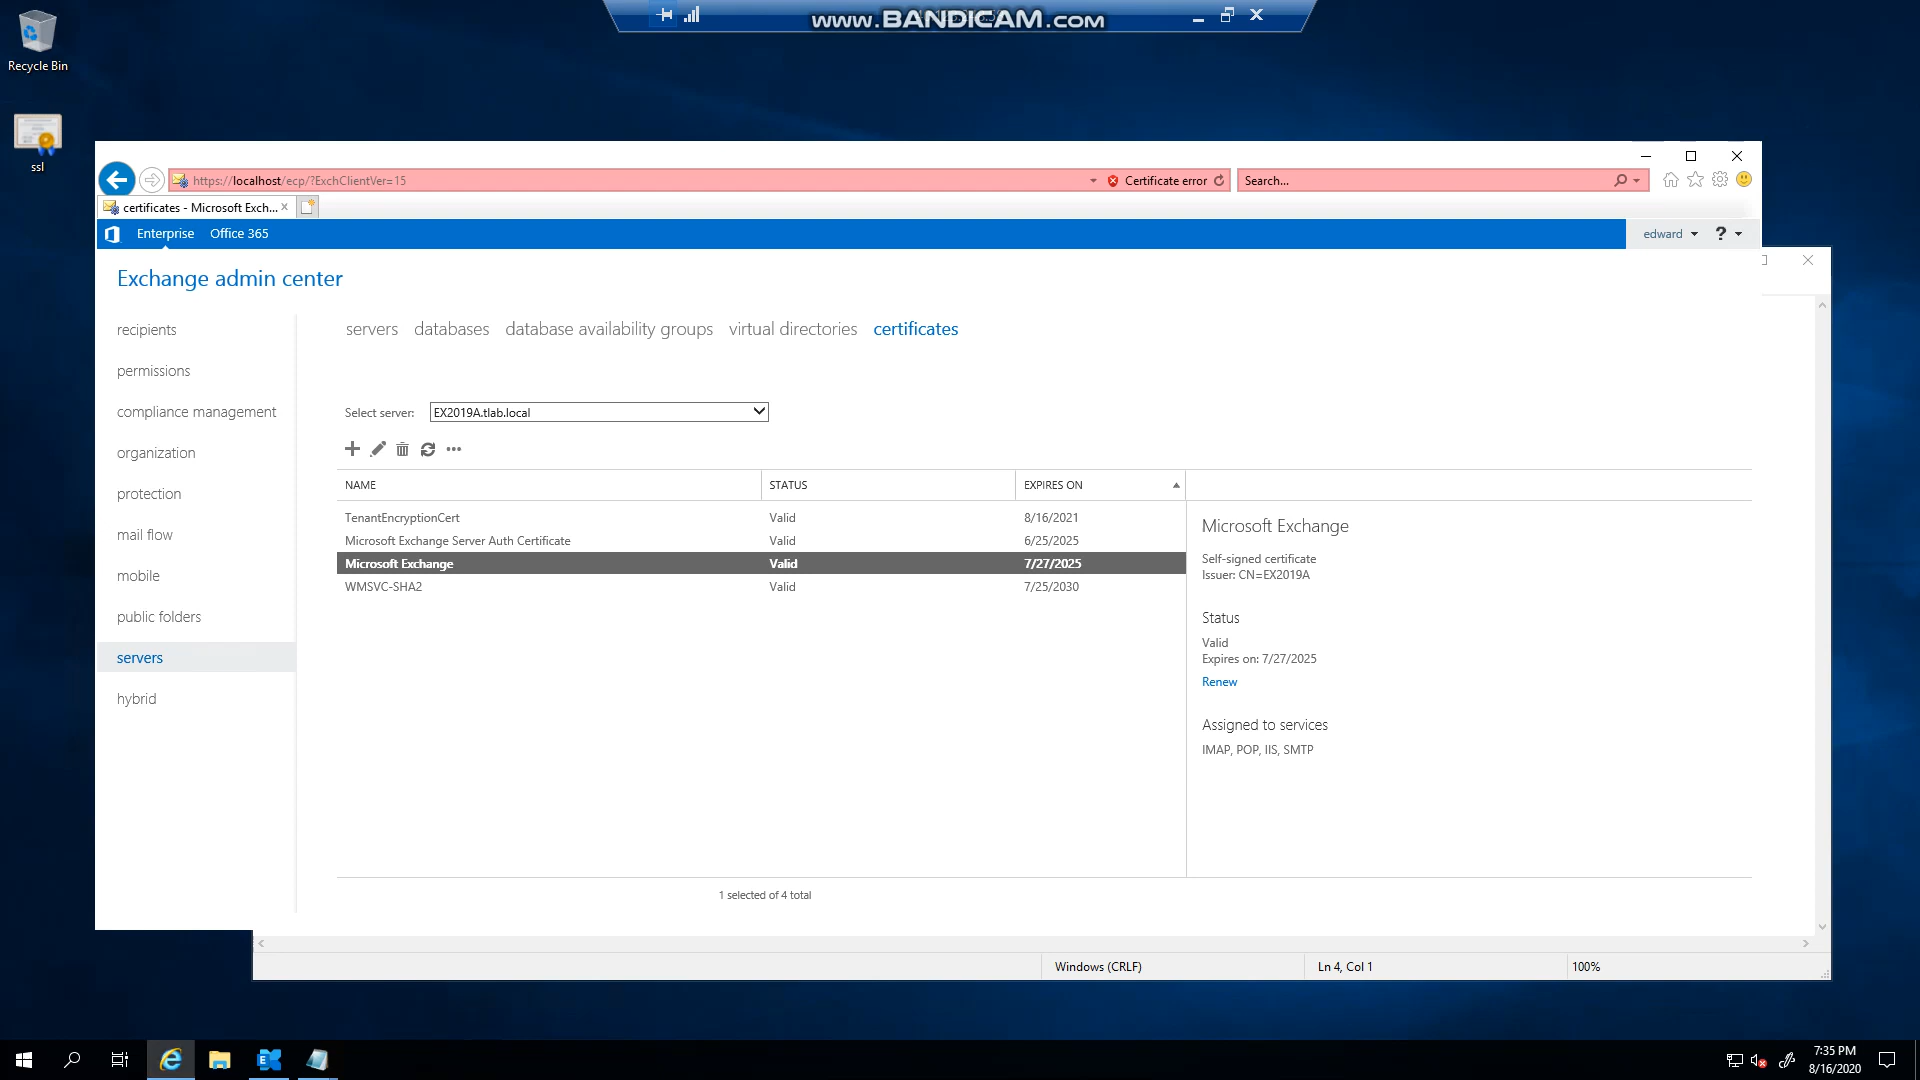 Recycle Bin
ssl
www.BANDICAM.com
https://localhost/ecp/?ExchClientVer=15
Certificate error
Search...
certificates - Microsoft Exch...
Enterprise
Office 365
edward
?
Exchange admin center
recipients
permissions
compliance management
organization
protection
mail flow
mobile
public folders
servers
hybrid
servers
databases
database availability groups
virtual directories
certificates
Select server:
EX2019A.tlab.local
NAME
STATUS
EXPIRES ON
TenantEncryptionCert
Valid
8/16/2021
Microsoft Exchange Server Auth Certificate
Valid
6/25/2025
Microsoft Exchange
Valid
7/27/2025
WMSVC-SHA2
Valid
7/25/2030
Microsoft Exchange
Self-signed certificate
Issuer: CN=EX2019A
Status
Valid
Expires on: 7/27/2025
Renew
Assigned to services
IMAP, POP, IIS, SMTP
1 selected of 4 total
Windows (CRLF)
Ln 4, Col 1
100%
7:35 PM
8/16/2020